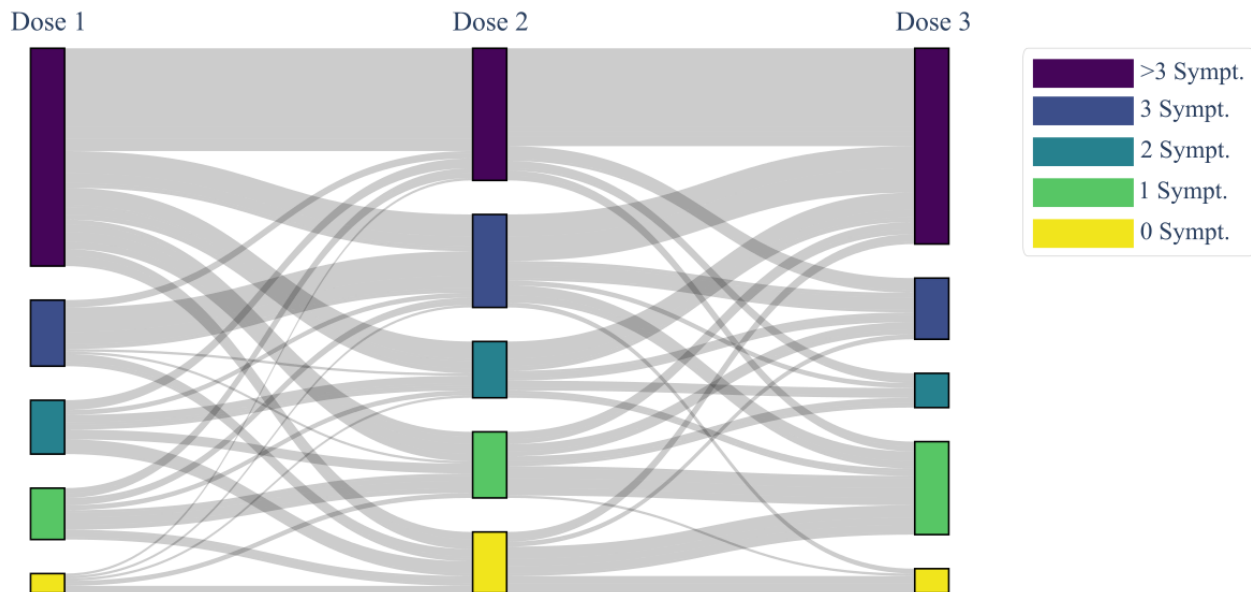 Dose 1
Dose 2
Dose 3
>3 Sympt.
3 Sympt.
2 Sympt.
1 Sympt.
0 Sympt.